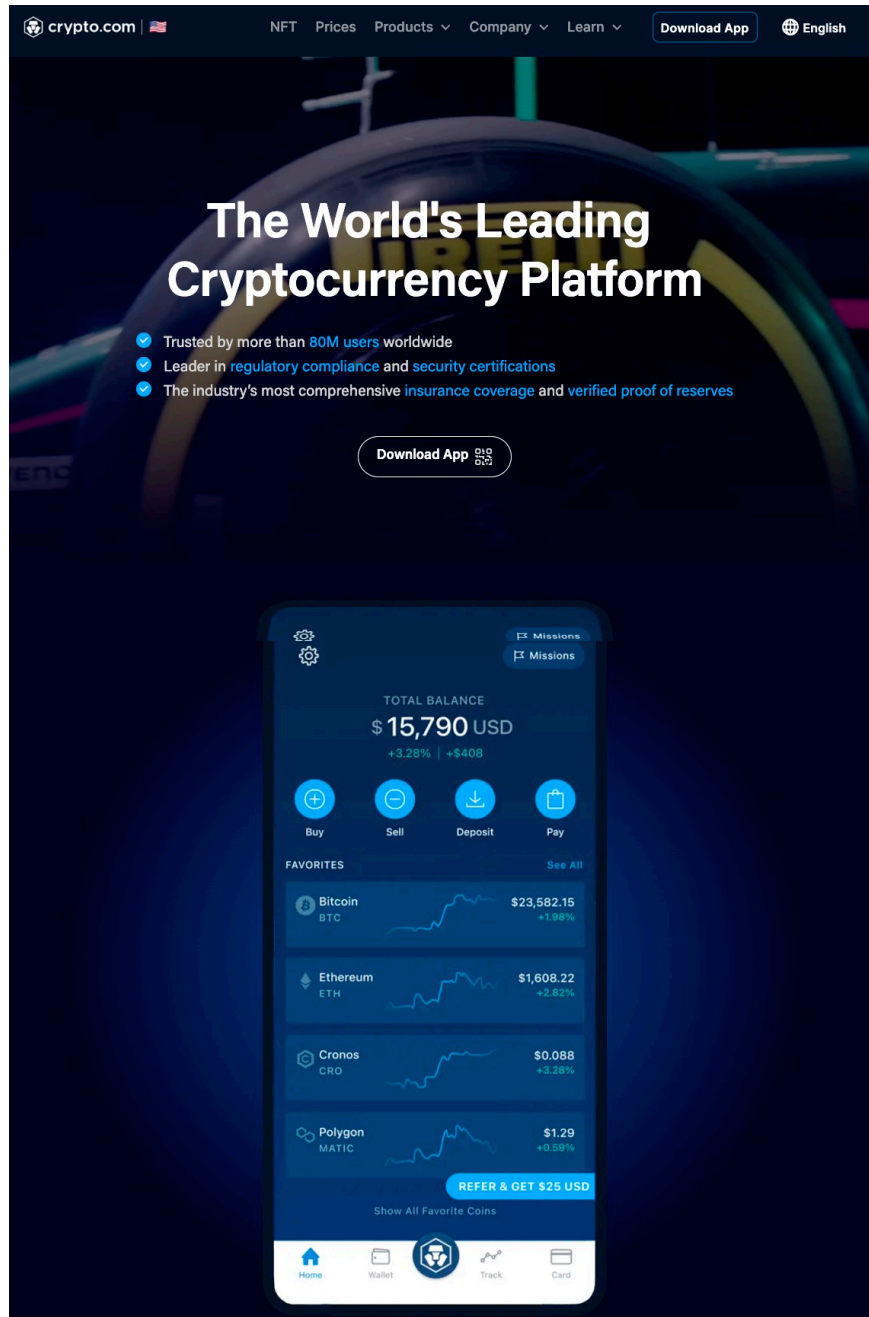 crypto.com
NFT Prices Products Company Learn Download App English
PIRELLI
The World's Leading
Cryptocurrency Platform
Trusted by more than 80M users worldwide
Leader in regulatory compliance and security certifications
The industry's most comprehensive insurance coverage and verified proof of reserves
Download App
Missions
Missions
TOTAL BALANCE
$ 15,790 USD
+3.28% | +$408
Buy Sell Deposit Pay
FAVORITES See All
Bitcoin $23,582.15
BTC +1.98%
Ethereum $1,608.22
ETH +2.82%
Cronos $0.088
CRO +3.28%
Polygon $1.29
MATIC +0.59%
REFER & GET $25 USD
Show All Favorite Coins
Home Wallet Track Card